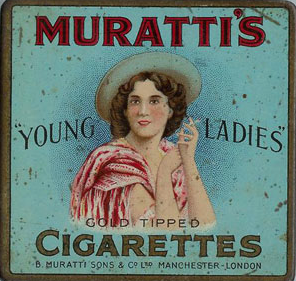 MURATTI'S
"YOUNG LADIES"
GOLD TIPPED
CIGARETTES
B. MURATTI SONS & Co LTD MANCHESTER - LONDON